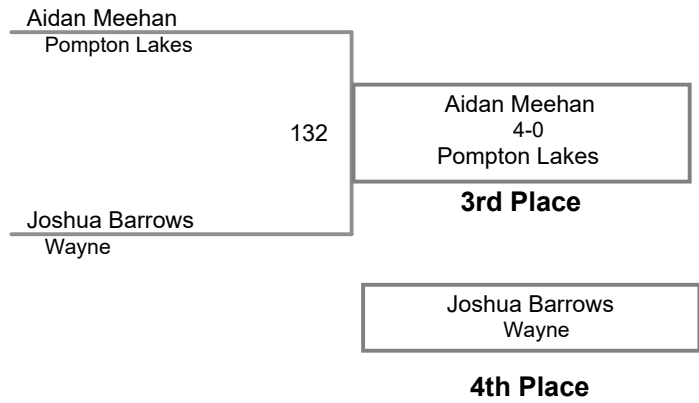 Aidan Meehan
Pompton Lakes
132
Aidan Meehan
4-0
Pompton Lakes
3rd Place
Joshua Barrows
Wayne
Joshua Barrows
Wayne
4th Place